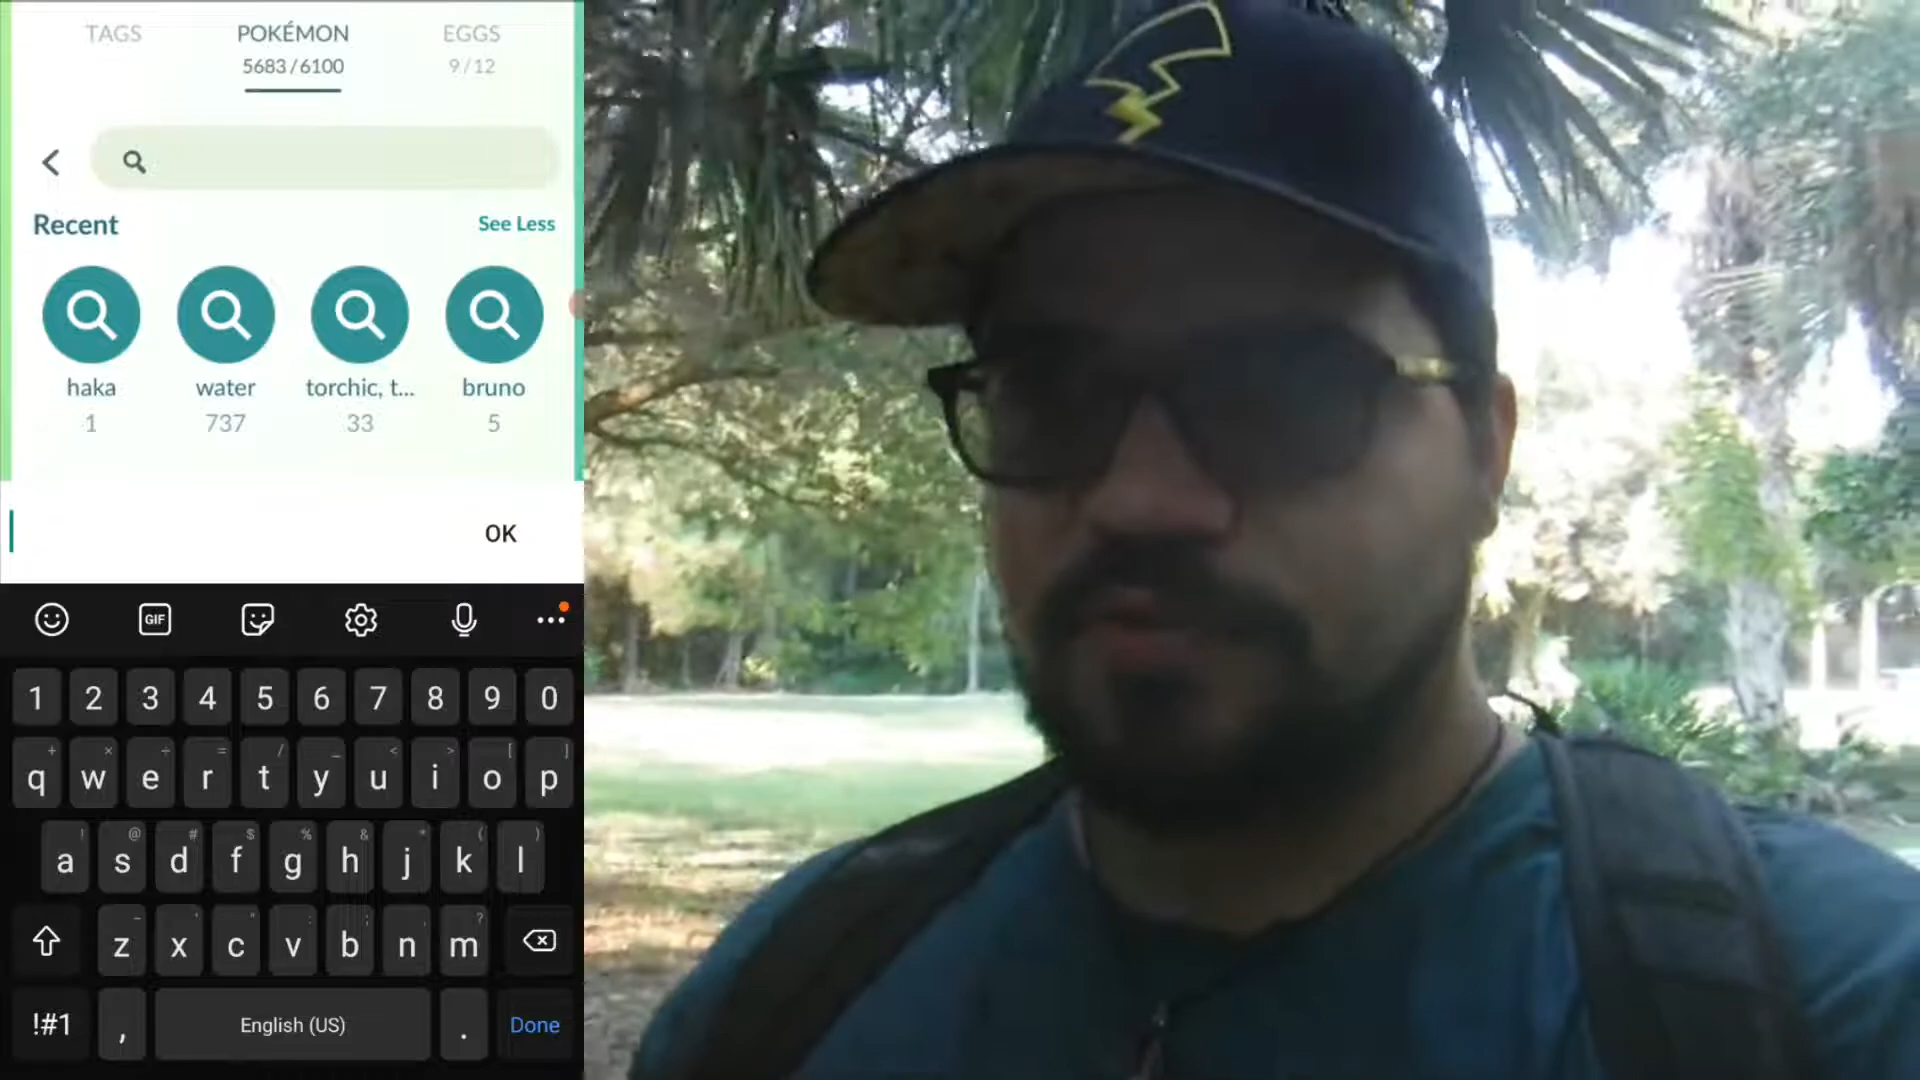 TAGS POKÉMON EGGS
5683/6100 9/12
Recent See Less
haka water torchic, t... bruno
1 737 33 5
OK
GIF
1 2 3 4 5 6 7 8 9 0
+ × ÷ = / _ < > [ ]
q w e r t y u i o p
! @ # $ % & * ( )
a s d f g h j k l
- ' " : ; , ?
z x c v b n m
!#1 , English (US) . Done